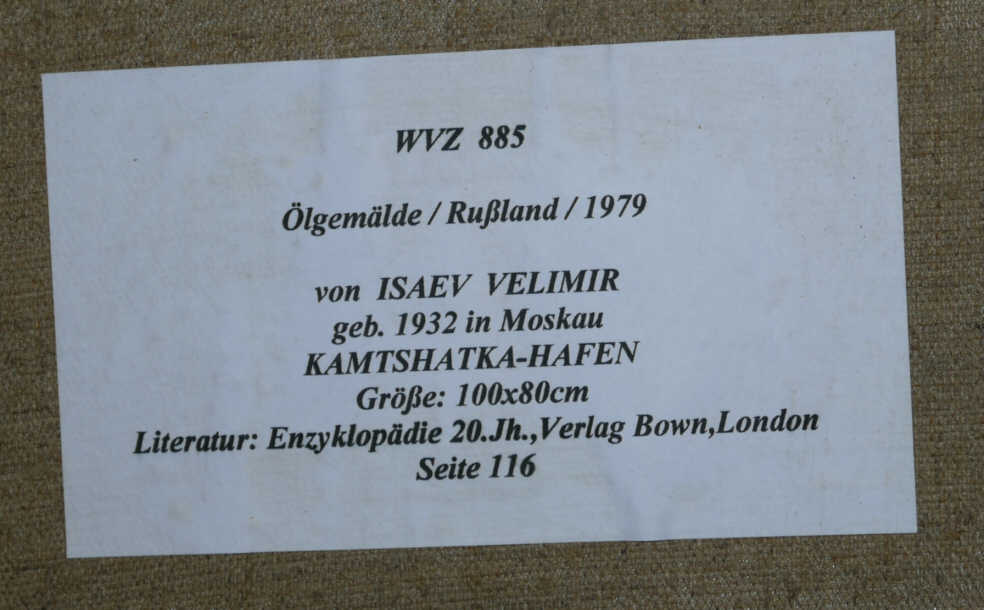 WVZ 885
Ölgemälde / Rußland / 1979
von ISAEV VELIMIR
geb. 1932 in Moskau
KAMTSHATKA-HAFEN
Größe: 100x80cm
Literatur: Enzyklopädie 20.Jh.,Verlag Bown,London
Seite 116